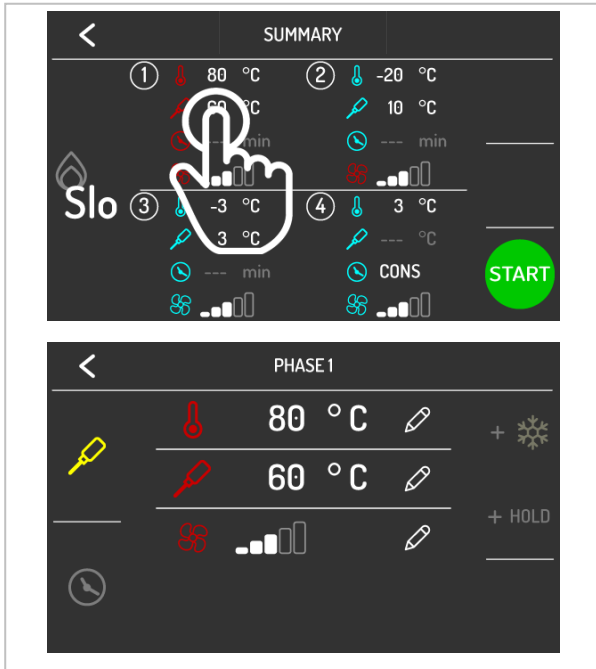 SUMMARY
1 80 °C 2 -20 °C
60 °C 10 °C
--- min --- min
Slo 3 -3 °C 4 3 °C
3 °C --- °C
--- min CONS START
PHASE 1
80 °C
+
60 °C
+ HOLD